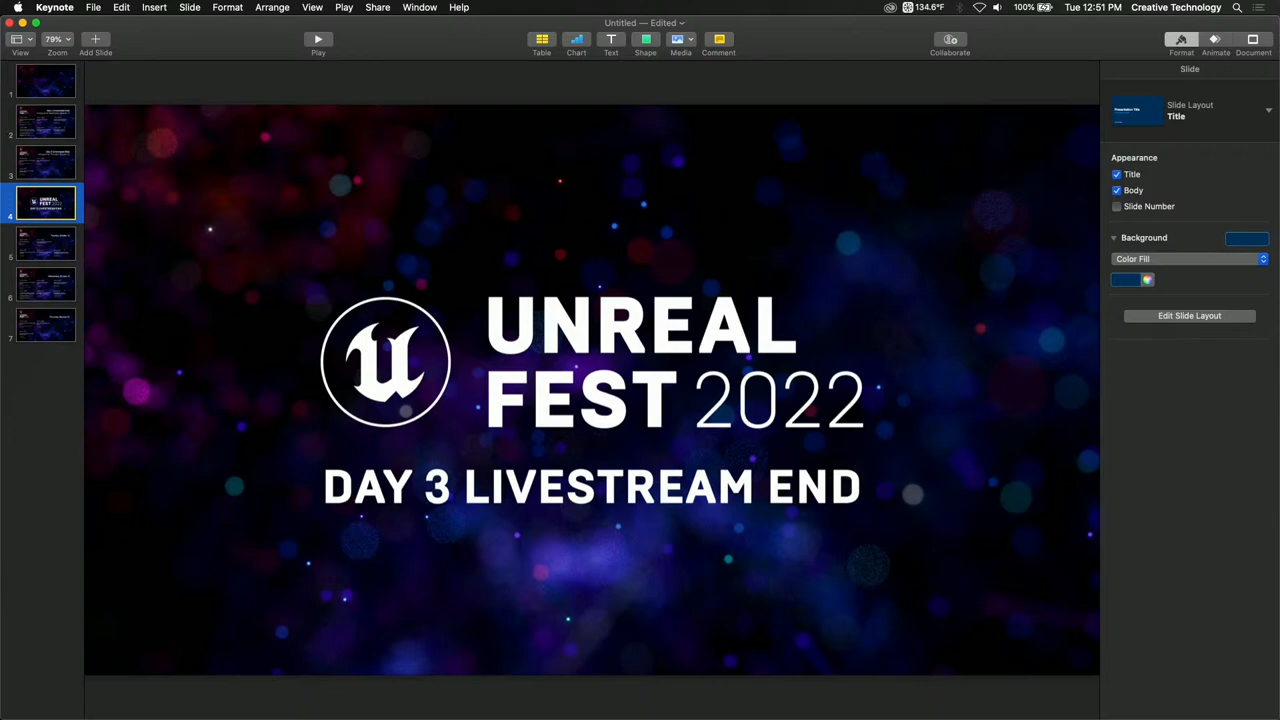 Keynote File Edit Insert Slide Format Arrange View Play Share Window Help 134.6°F 100% Tue 12:51 PM Creative Technology
Untitled — Edited
79%
View Zoom Add Slide Play Table Chart Text Shape Media Comment Collaborate Format Animate Document
Slide
Slide Layout
Title
Appearance
Title
Body
Slide Number
Background
Color Fill
Edit Slide Layout
1
2
3
4
5
6
7
UNREAL
FEST 2022
DAY 3 LIVESTREAM END